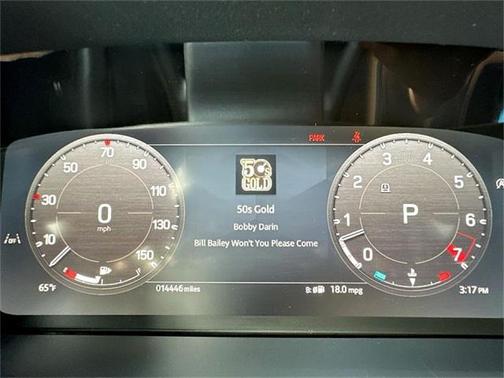 PARK
70
50
90
30
110
10
130
150
0
mph
'50s
GOLD
50s Gold
Bobby Darin
Bill Bailey Won't You Please Come
3
4
2
5
1
6
0
7
P
OFF
65°F
014446 miles
18.0 mpg
3:17 PM